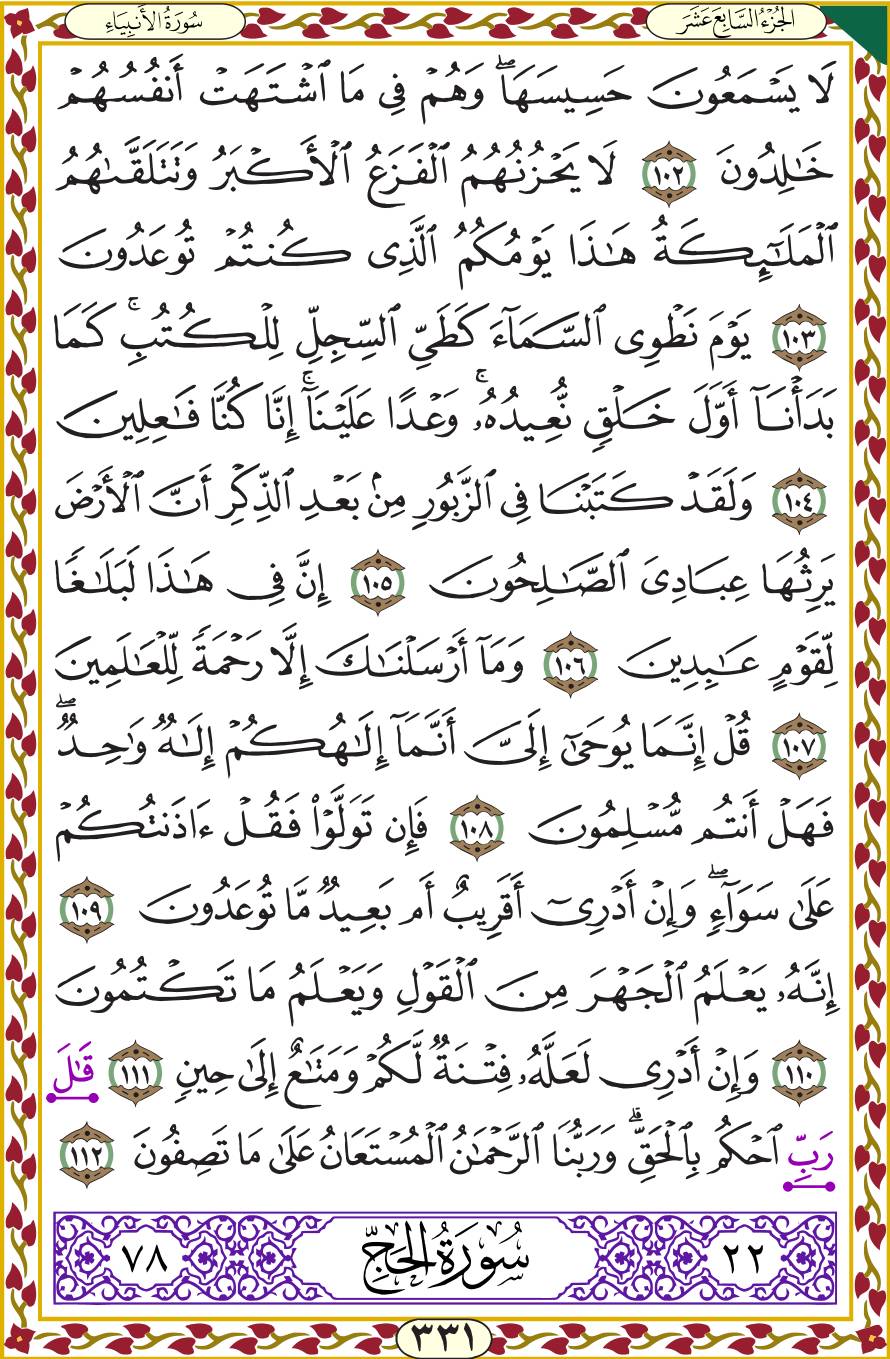 الجُزْءُ السَّابِعَ عَشَرَ
سُورَةُ الأَنبِيَاءِ
لَا يَسْمَعُونَ حَسِيسَهَاۖ وَهُمْ فِي مَا ٱشْتَهَتْ أَنفُسُهُمْ
خَٰلِدُونَ ١٠٢ لَا يَحْزُنُهُمُ ٱلْفَزَعُ ٱلْأَكْبَرُ وَتَتَلَقَّىٰهُمُ
ٱلْمَلَٰٓئِكَةُ هَٰذَا يَوْمُكُمُ ٱلَّذِى كُنتُمْ تُوعَدُونَ
١٠٣ يَوْمَ نَطْوِى ٱلسَّمَآءَ كَطَىِّ ٱلسِّجِلِّ لِلْكُتُبِۚ كَمَا
بَدَأْنَآ أَوَّلَ خَلْقٍ نُّعِيدُهُۥۚ وَعْدًا عَلَيْنَآۚ إِنَّا كُنَّا فَٰعِلِينَ
١٠٤ وَلَقَدْ كَتَبْنَا فِى ٱلزَّبُورِ مِنۢ بَعْدِ ٱلذِّكْرِ أَنَّ ٱلْأَرْضَ
يَرِثُهَا عِبَادِىَ ٱلصَّٰلِحُونَ ١٠٥ إِنَّ فِى هَٰذَا لَبَلَٰغًا
لِّقَوْمٍ عَٰبِدِينَ ١٠٦ وَمَآ أَرْسَلْنَٰكَ إِلَّا رَحْمَةً لِّلْعَٰلَمِينَ
١٠٧ قُلْ إِنَّمَا يُوحَىٰٓ إِلَىَّ أَنَّمَآ إِلَٰهُكُمْ إِلَٰهٌ وَٰحِدٌۖ
فَهَلْ أَنتُم مُّسْلِمُونَ ١٠٨ فَإِن تَوَلَّوْا۟ فَقُلْ ءَاذَنتُكُمْ
عَلَىٰ سَوَآءٍۖ وَإِنْ أَدْرِىٓ أَقَرِيبٌ أَم بَعِيدٌ مَّا تُوعَدُونَ ١٠٩
إِنَّهُۥ يَعْلَمُ ٱلْجَهْرَ مِنَ ٱلْقَوْلِ وَيَعْلَمُ مَا تَكْتُمُونَ
١١٠ وَإِنْ أَدْرِى لَعَلَّهُۥ فِتْنَةٌ لَّكُمْ وَمَتَٰعٌ إِلَىٰ حِينٍ ١١١ قَٰلَ
رَبِّ ٱحْكُم بِٱلْحَقِّۗ وَرَبُّنَا ٱلرَّحْمَٰنُ ٱلْمُسْتَعَانُ عَلَىٰ مَا تَصِفُونَ ١١٢
٢٢ سُورَةُ الحَجِّ ٧٨
٣٣١